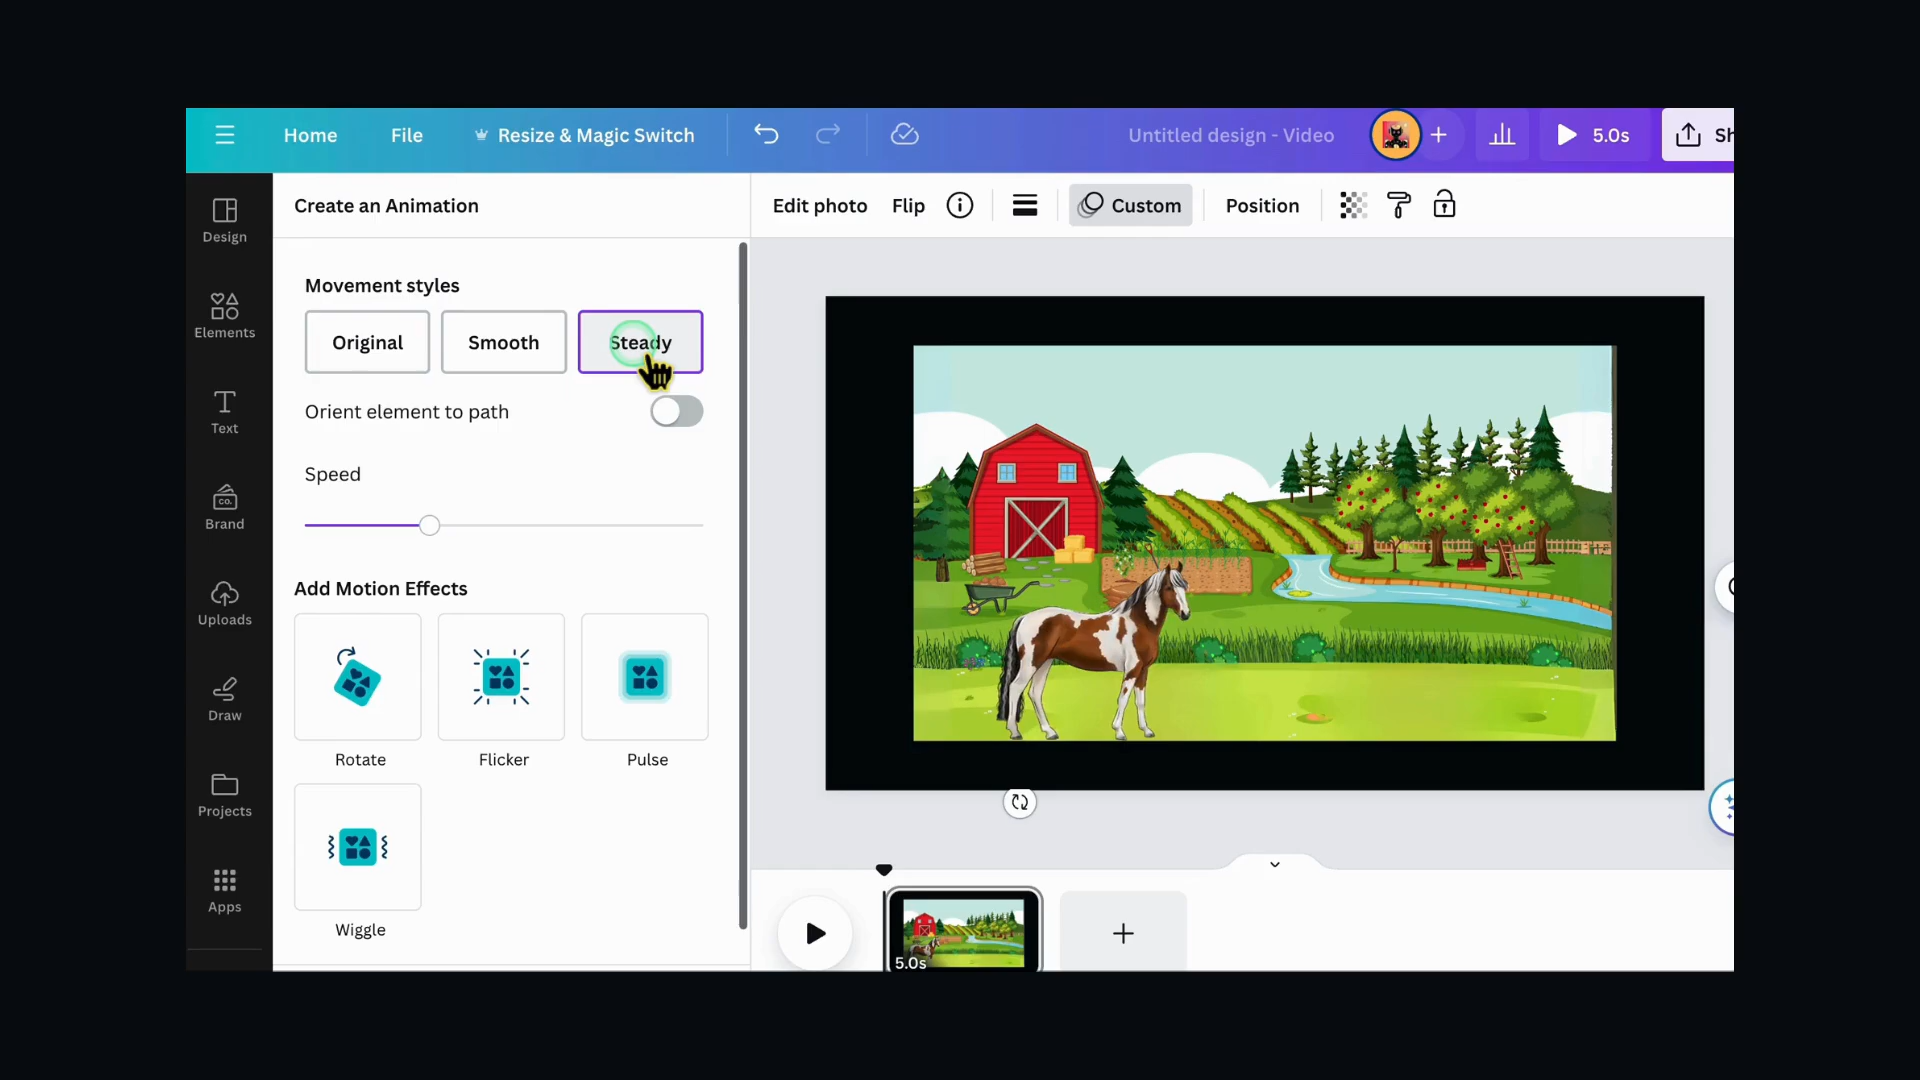 Home
File
Resize & Magic Switch
Untitled design - Video
5.0s
Sh
Design
Elements
Text
CO.
Brand
Uploads
Draw
Projects
Apps
Create an Animation
Movement styles
Original
Smooth
Steady
Orient element to path
Speed
Add Motion Effects
Rotate
Flicker
Pulse
Wiggle
Edit photo
Flip
Custom
Position
5.0s